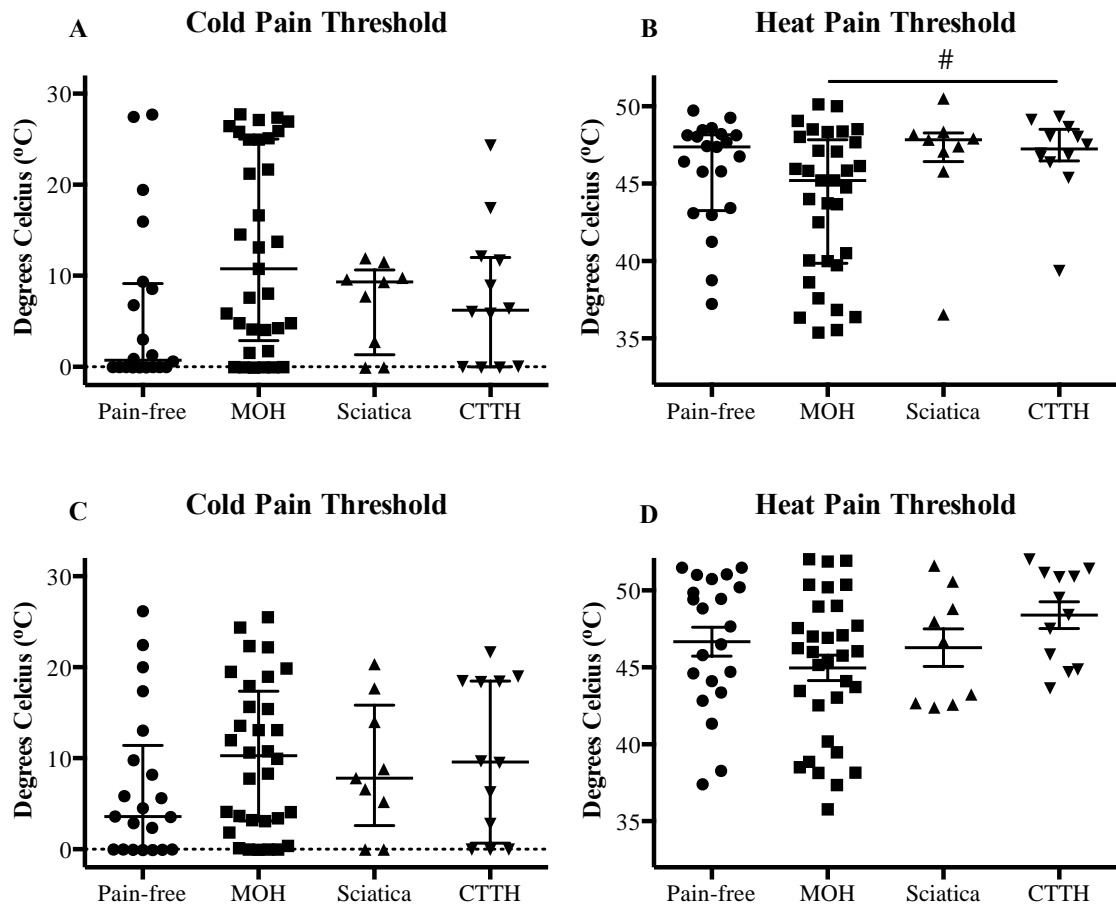 A Cold Pain Threshold
Degrees Celcius (ºC)
30
20
10
0
Pain-free MOH Sciatica CTTH
B Heat Pain Threshold
#
Degrees Celcius (ºC)
50
45
40
35
Pain-free MOH Sciatica CTTH
C Cold Pain Threshold
Degrees Celcius (ºC)
30
20
10
0
Pain-free MOH Sciatica CTTH
D Heat Pain Threshold
Degrees Celcius (ºC)
50
45
40
35
Pain-free MOH Sciatica CTTH